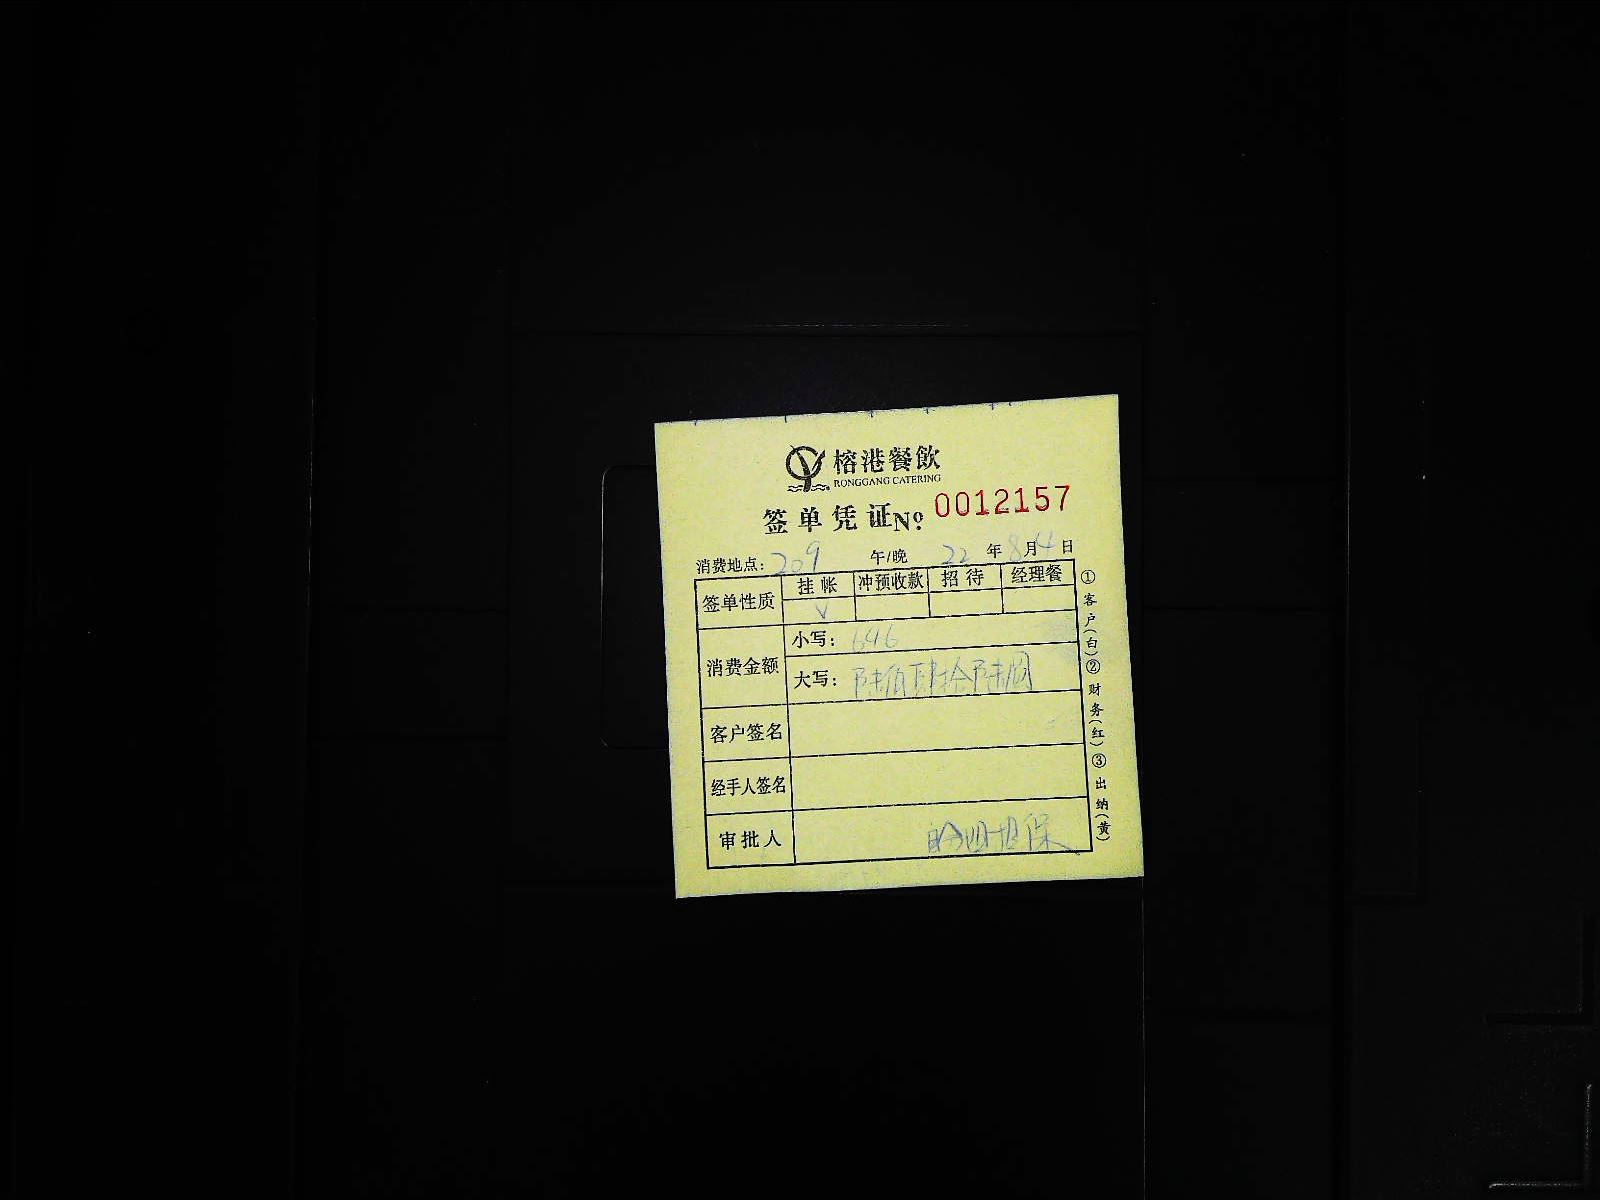 榕港餐飲
RONGGANG CATERING
签单凭证 No 0012157
消费地点: 209 午/晚 22 年 8 月 4 日
签单性质 挂帐 冲预收款 招待 经理餐
√
消费金额 小写: 646
大写: 陆佰肆拾陆圆
客户签名
经手人签名
审批人 担保
①客户(白)②财务(红)③出纳(黄)